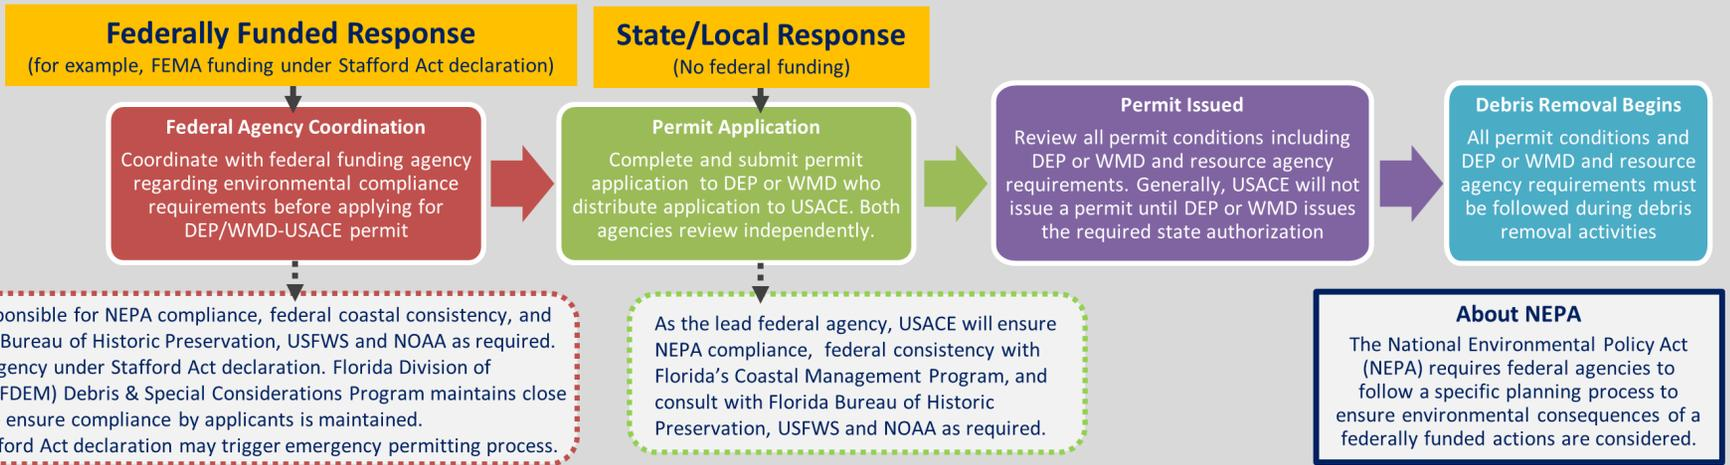 Federally Funded Response
(for example, FEMA funding under Stafford Act declaration)
State/Local Response
(No federal funding)
Federal Agency Coordination
Coordinate with federal funding agency
regarding environmental compliance
requirements before applying for
DEP/WMD-USACE permit
Permit Application
Complete and submit permit
application to DEP or WMD who
distribute application to USACE. Both
agencies review independently.
Permit Issued
Review all permit conditions including
DEP or WMD and resource agency
requirements. Generally, USACE will not
issue a permit until DEP or WMD issues
the required state authorization
Debris Removal Begins
All permit conditions and
DEP or WMD and resource
agency requirements must
be followed during debris
removal activities
for NEPA compliance, federal coastal consistency, and
Bureau of Historic Preservation, USFWS and NOAA as required.
under Stafford Act declaration. Florida Division of
FDEM) Debris & Special Considerations Program maintains close
ensure compliance by applicants is maintained.
Act declaration may trigger emergency permitting process.
As the lead federal agency, USACE will ensure
NEPA compliance, federal consistency with
Florida's Coastal Management Program, and
consult with Florida Bureau of Historic
Preservation, USFWS and NOAA as required.
About NEPA
The National Environmental Policy Act
(NEPA) requires federal agencies to
follow a specific planning process to
ensure environmental consequences of a
federally funded actions are considered.